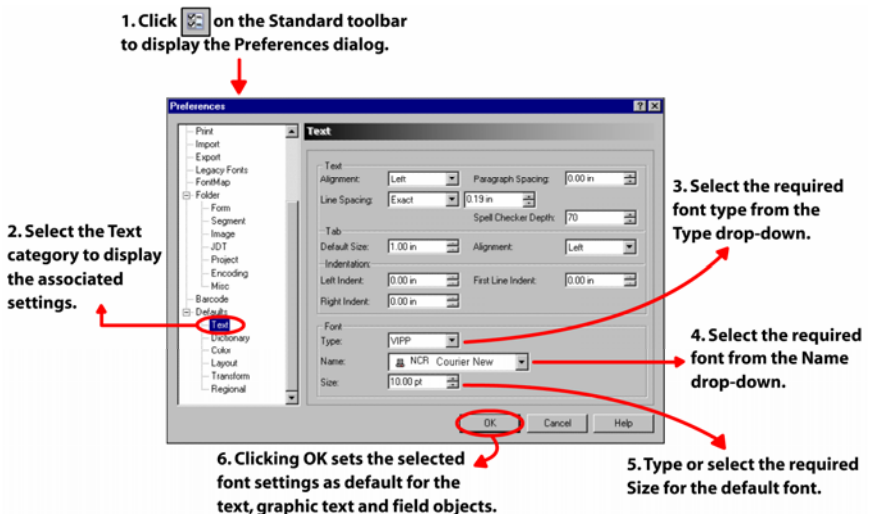 1. Click on the Standard toolbar
to display the Preferences dialog.
Preferences
Print
Import
Export
Legacy Fonts
FontMap
Folder
Form
Segment
Image
JDT
Project
Encoding
Misc
Barcode
Defaults
Text
Dictionary
Color
Layout
Transform
Regional
Text
Text
Alignment: Left Paragraph Spacing: 0.00 in
Line Spacing: Exact 0.19 in
Spell Checker Depth: 70
Tab
Default Size: 1.00 in Alignment: Left
Indentation:
Left Indent: 0.00 in First Line Indent: 0.00 in
Right Indent: 0.00 in
Font
Type: VIPP
Name: NCR Courier New
Size: 10.00 pt
OK Cancel Help
2. Select the Text
category to display
the associated
settings.
3. Select the required
font type from the
Type drop-down.
4. Select the required
font from the Name
drop-down.
5. Type or select the required
Size for the default font.
6. Clicking OK sets the selected
font settings as default for the
text, graphic text and field objects.